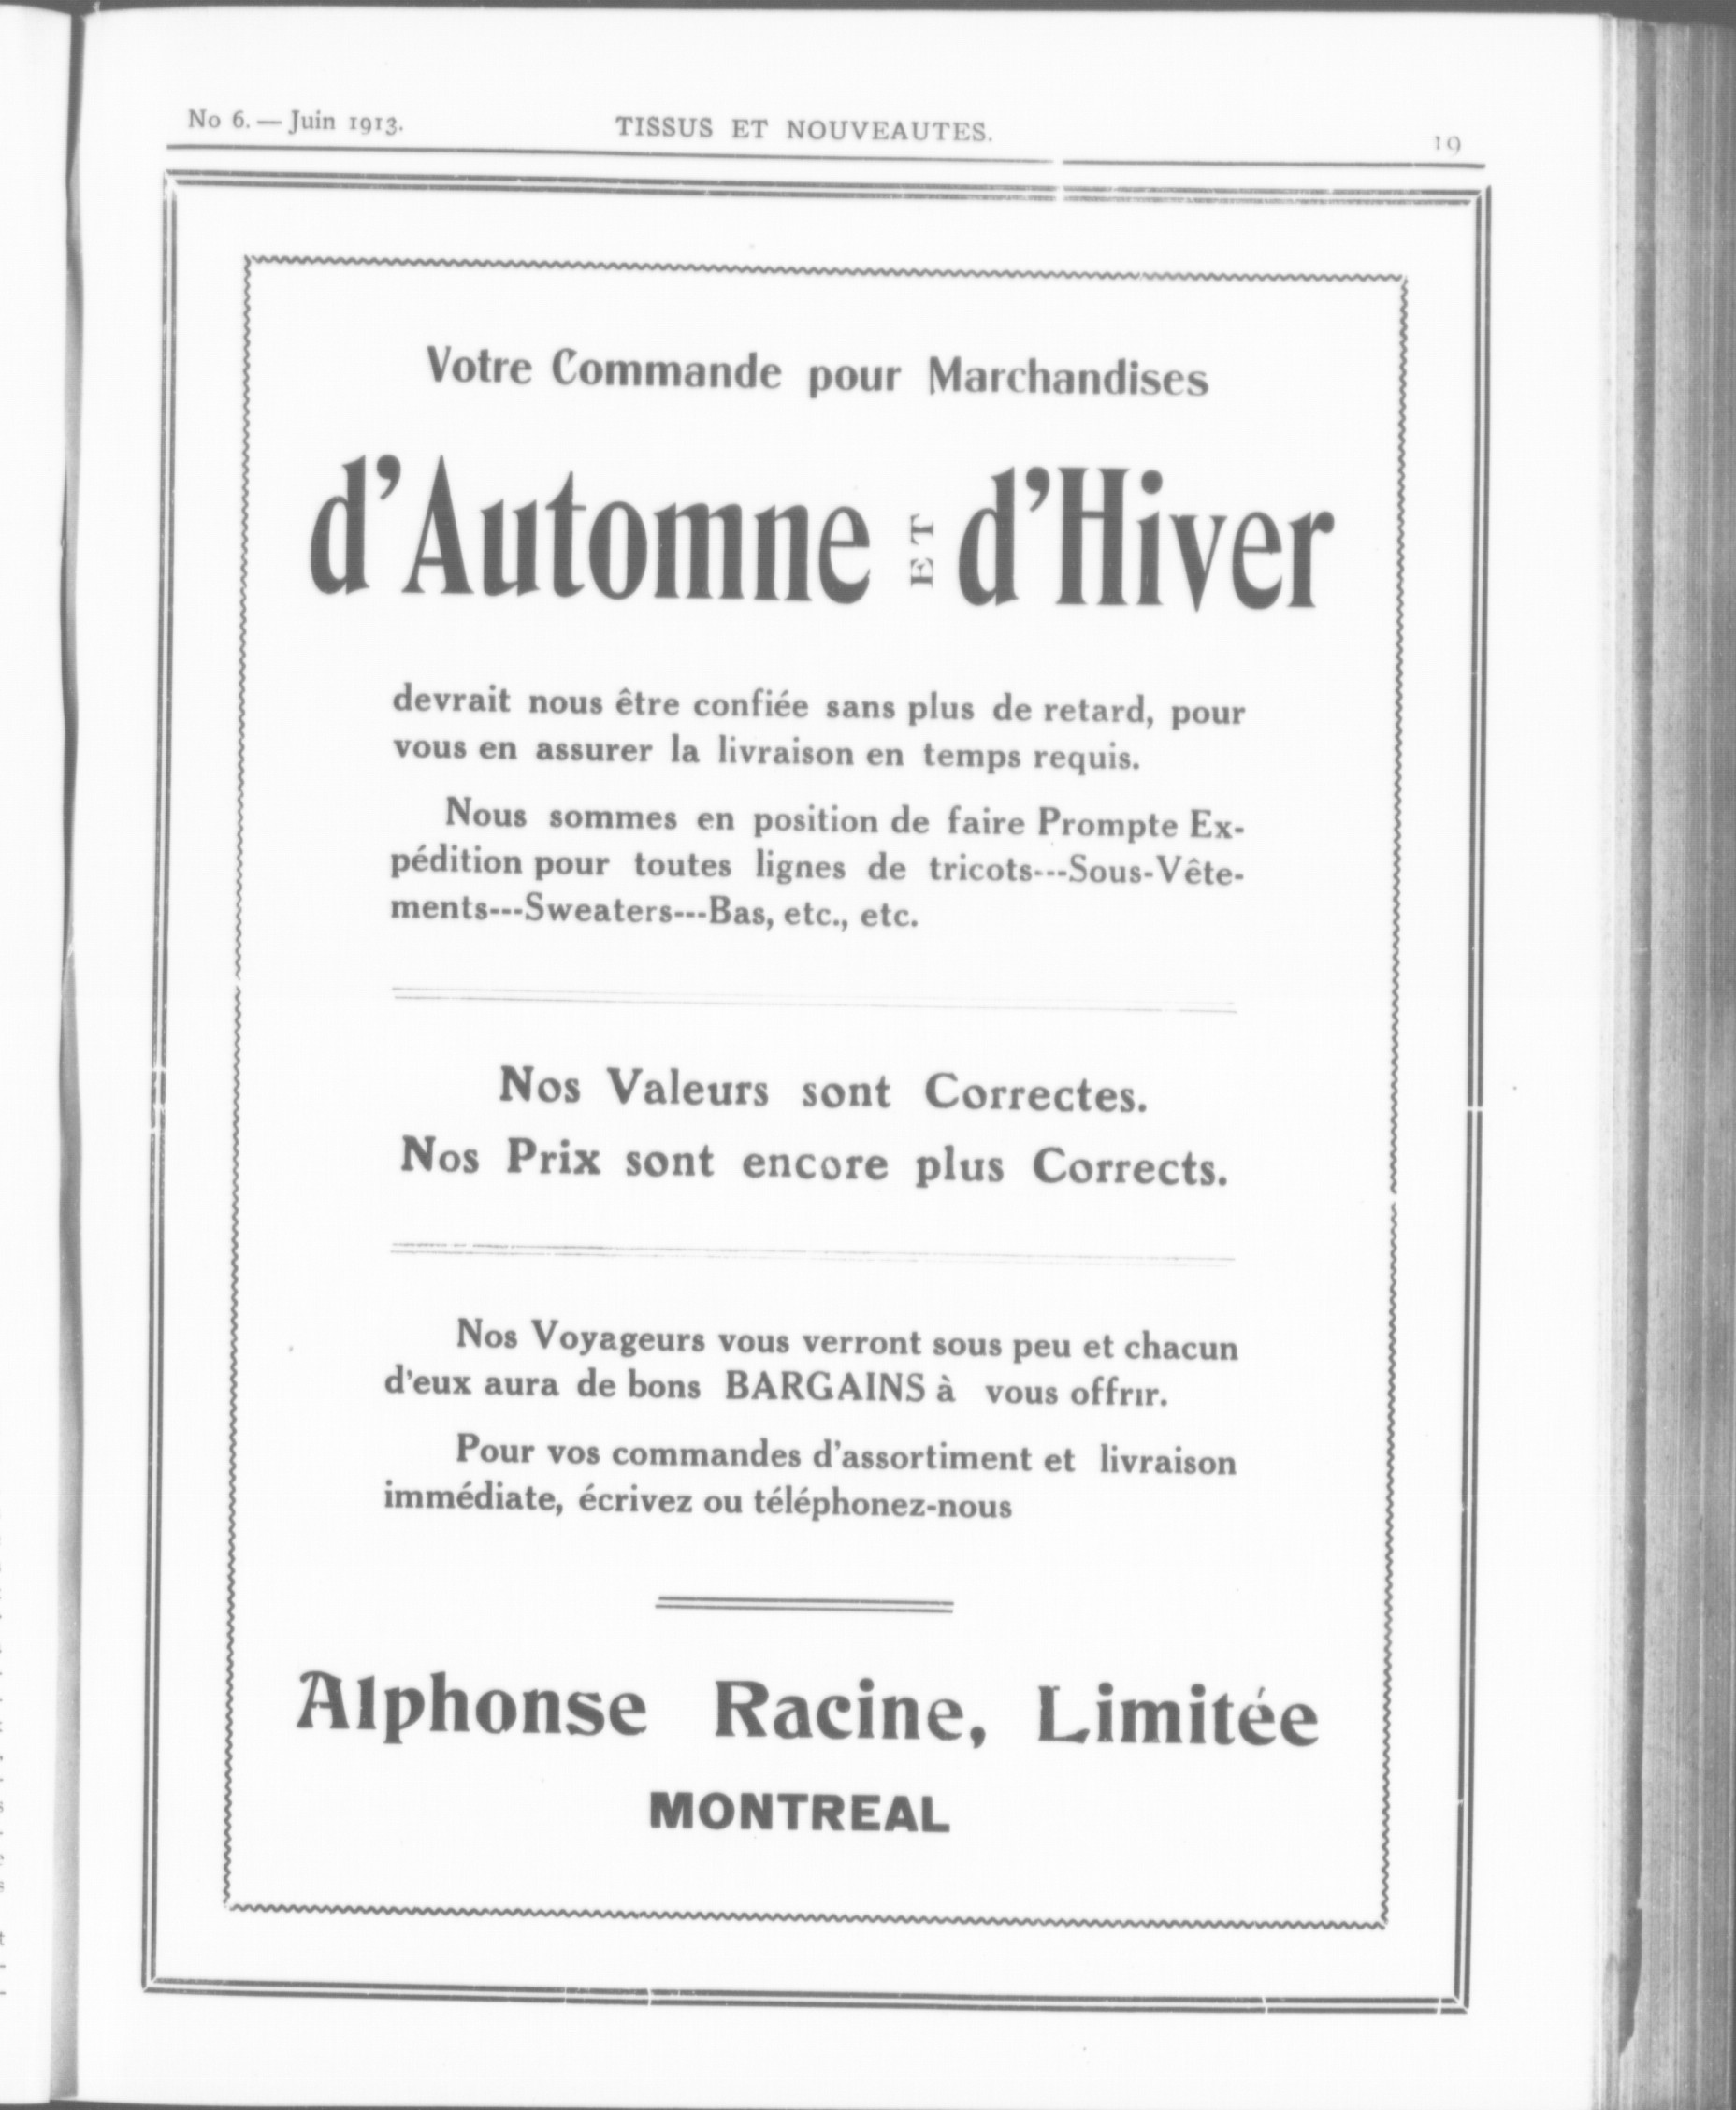 No 6. — Juin 1913.
TISSUS ET NOUVEAUTES.
19
Votre Commande pour Marchandises
d'Automne ET d'Hiver
devrait nous être confiée sans plus de retard, pour
vous en assurer la livraison en temps requis.
Nous sommes en position de faire Prompte Ex-
pédition pour toutes lignes de tricots---Sous-Vête-
ments---Sweaters---Bas, etc., etc.
Nos Valeurs sont Correctes.
Nos Prix sont encore plus Corrects.
Nos Voyageurs vous verront sous peu et chacun
d'eux aura de bons BARGAINS à vous offrir.
Pour vos commandes d'assortiment et livraison
immédiate, écrivez ou téléphonez-nous
Alphonse Racine, Limitée
MONTREAL